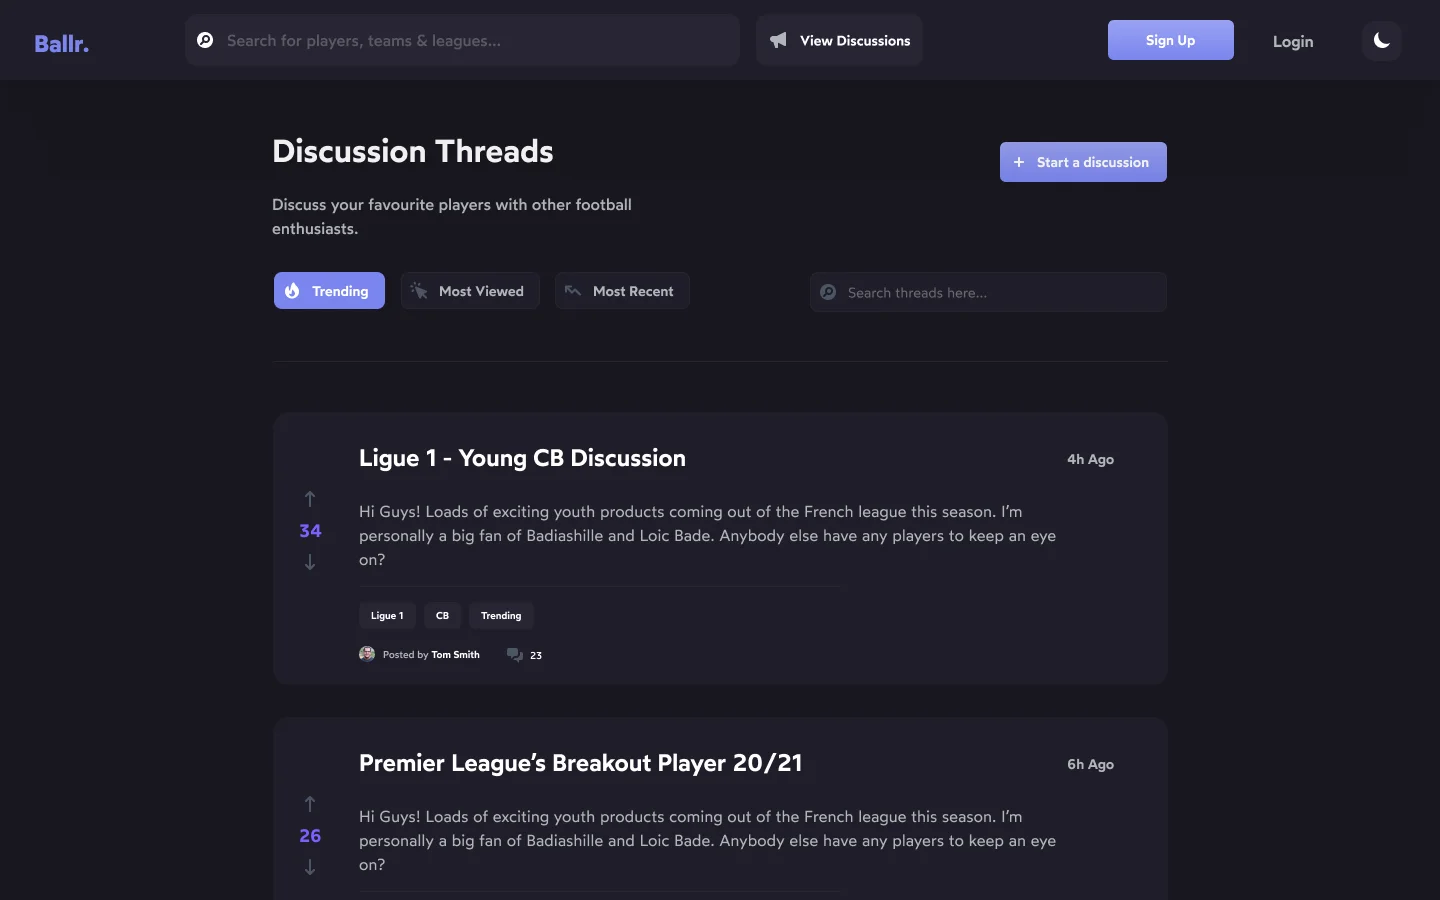 Ballr.
Search for players, teams & leagues...
View Discussions
Sign Up
Login
Discussion Threads
Start a discussion
Discuss your favourite players with other football
enthusiasts.
Trending
Most Viewed
Most Recent
Search threads here...
Ligue 1 - Young CB Discussion
4h Ago
34
Hi Guys! Loads of exciting youth products coming out of the French league this season. I’m
personally a big fan of Badiashille and Loic Bade. Anybody else have any players to keep an eye
on?
Ligue 1
CB
Trending
Posted by Tom Smith
23
Premier League’s Breakout Player 20/21
6h Ago
26
Hi Guys! Loads of exciting youth products coming out of the French league this season. I’m
personally a big fan of Badiashille and Loic Bade. Anybody else have any players to keep an eye
on?